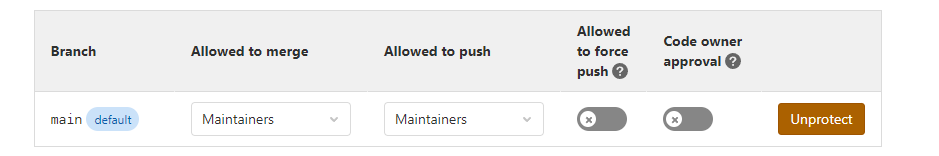 Branch
Allowed to merge
Allowed to push
Allowed
to force
push ?
Code owner
approval ?
main default
Maintainers
Maintainers
Unprotect